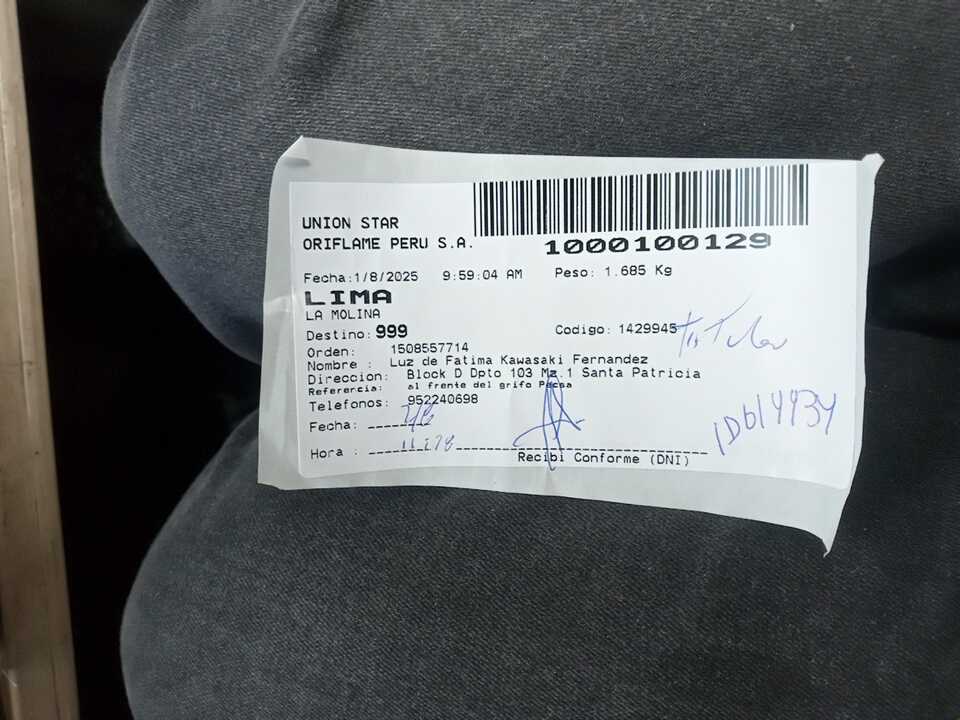 UNION STAR
ORIFLAME PERU S.A.
1000100129
Fecha:1/8/2025 9:59:04 AM Peso: 1.685 Kg
LIMA
LA MOLINA
Destino: 999 Codigo: 1429945
Titular
Orden: 1508557714
Nombre : Luz de Fatima Kawasaki Fernandez
Direccion: Block D Dpto 103 Mz.1 Santa Patricia
Referercia: al frente del grifo Pecsa
Telefonos: 952240698
Fecha:
Hora :
Recibi Conforme (DNI)